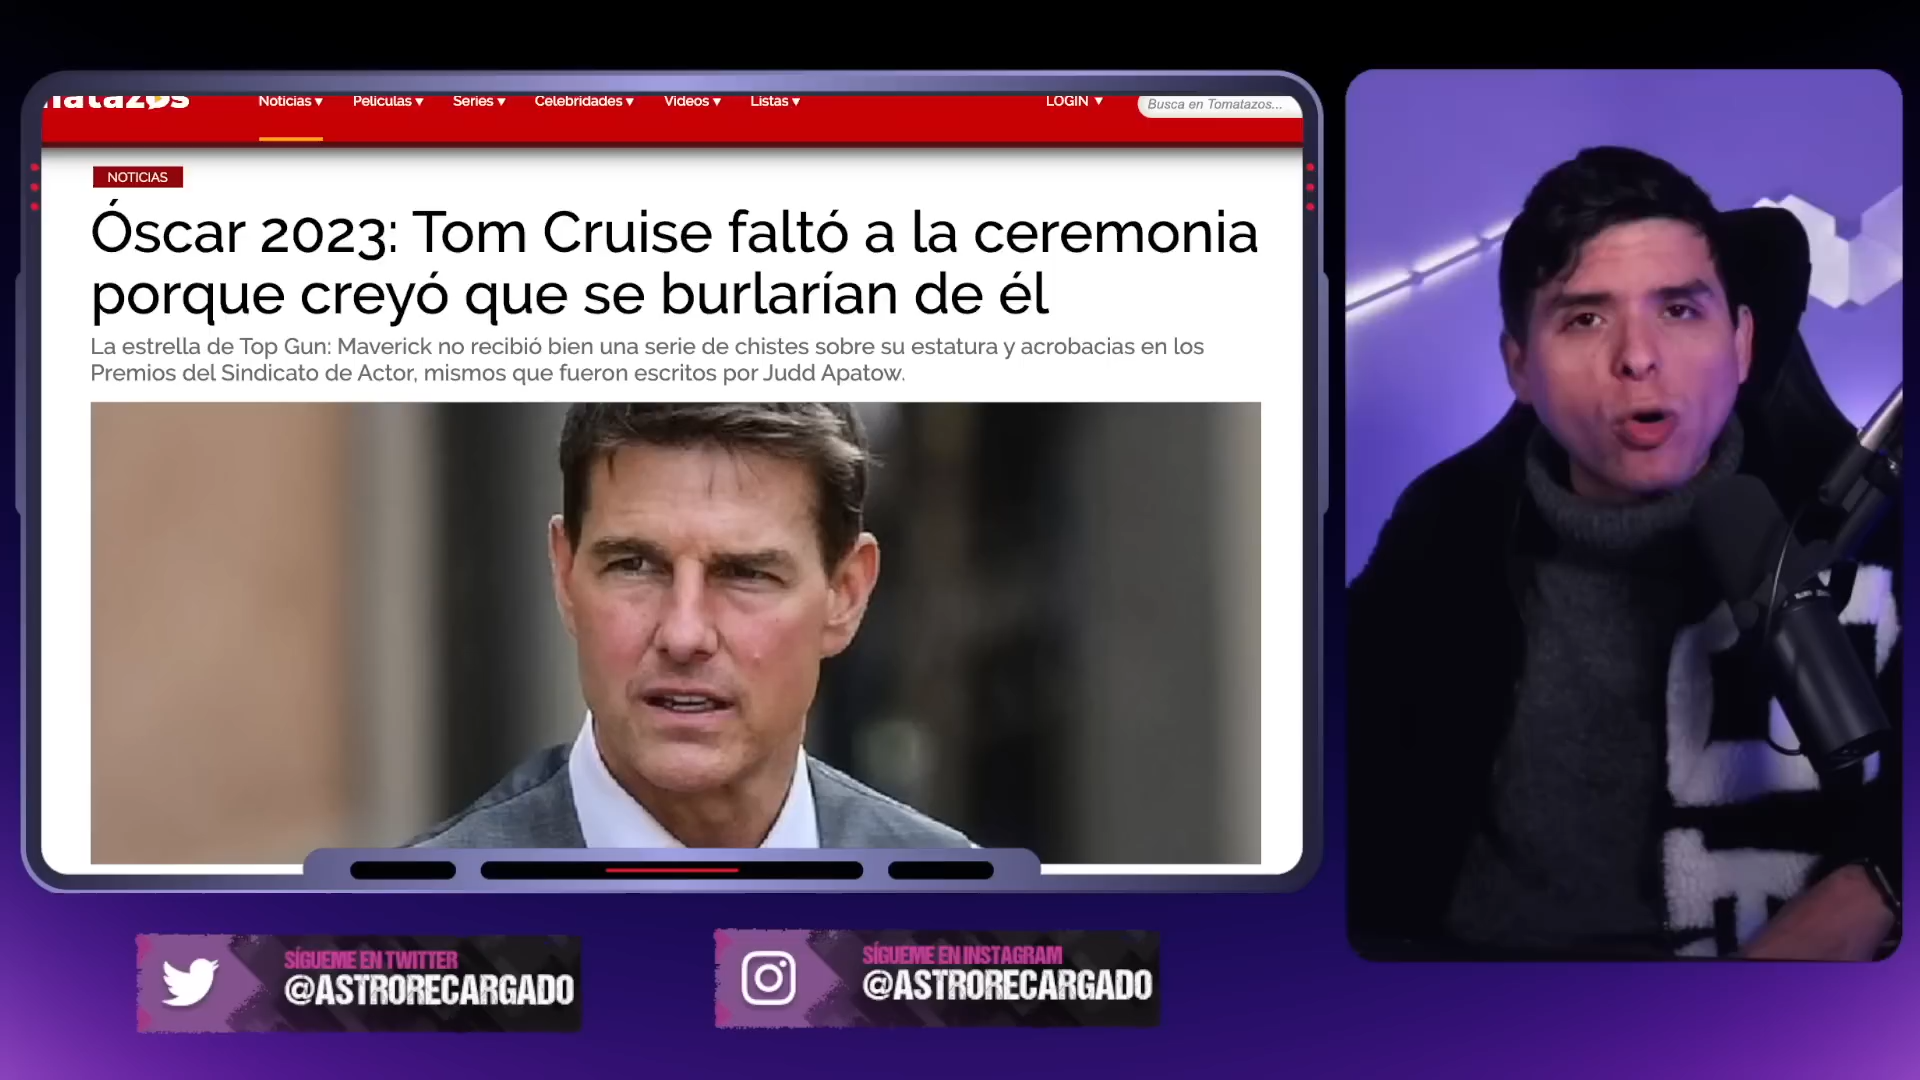 Noticias ▾ Películas ▾ Series ▾ Celebridades ▾ Videos ▾ Listas ▾ LOGIN ▾ Busca en Tomatazos...
NOTICIAS
Óscar 2023: Tom Cruise faltó a la ceremonia
porque creyó que se burlarían de él
La estrella de Top Gun: Maverick no recibió bien una serie de chistes sobre su estatura y acrobacias en los
Premios del Sindicato de Actor, mismos que fueron escritos por Judd Apatow.
SÍGUEME EN TWITTER
@ASTRORECARGADO
SÍGUEME EN INSTAGRAM
@ASTRORECARGADO